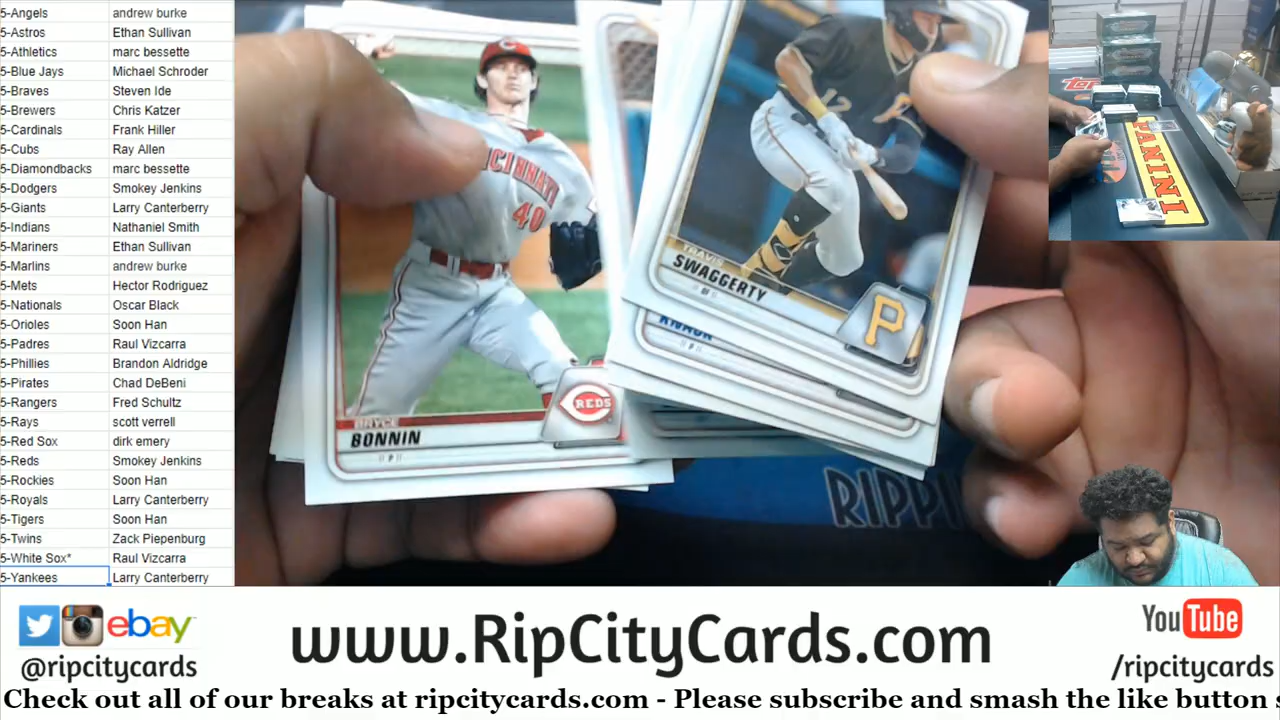 5-Angels andrew burke
5-Astros Ethan Sullivan
5-Athletics marc bessette
5-Blue Jays Michael Schroder
5-Braves Steven Ide
5-Brewers Chris Katzer
5-Cardinals Frank Hiller
5-Cubs Ray Allen
5-Diamondbacks marc bessette
5-Dodgers Smokey Jenkins
5-Giants Larry Canterberry
5-Indians Nathaniel Smith
5-Mariners Ethan Sullivan
5-Marlins andrew burke
5-Mets Hector Rodriguez
5-Nationals Oscar Black
5-Orioles Soon Han
5-Padres Raul Vizcarra
5-Phillies Brandon Aldridge
5-Pirates Chad DeBeni
5-Rangers Fred Schultz
5-Rays scott verrell
5-Red Sox dirk emery
5-Reds Smokey Jenkins
5-Rockies Soon Han
5-Royals Larry Canterberry
5-Tigers Soon Han
5-Twins Zack Piepenburg
5-White Sox* Raul Vizcarra
5-Yankees Larry Canterberry
CINCINNATI
40
BRYCE
BONNIN
REDS
12
TRAVIS
SWAGGERTY
P
KNACK
RIPPI
Topps
PANINI
ebay
@ripcitycards
www.RipCityCards.com
YouTube
/ripcitycards
Check out all of our breaks at ripcitycards.com - Please subscribe and smash the like button s